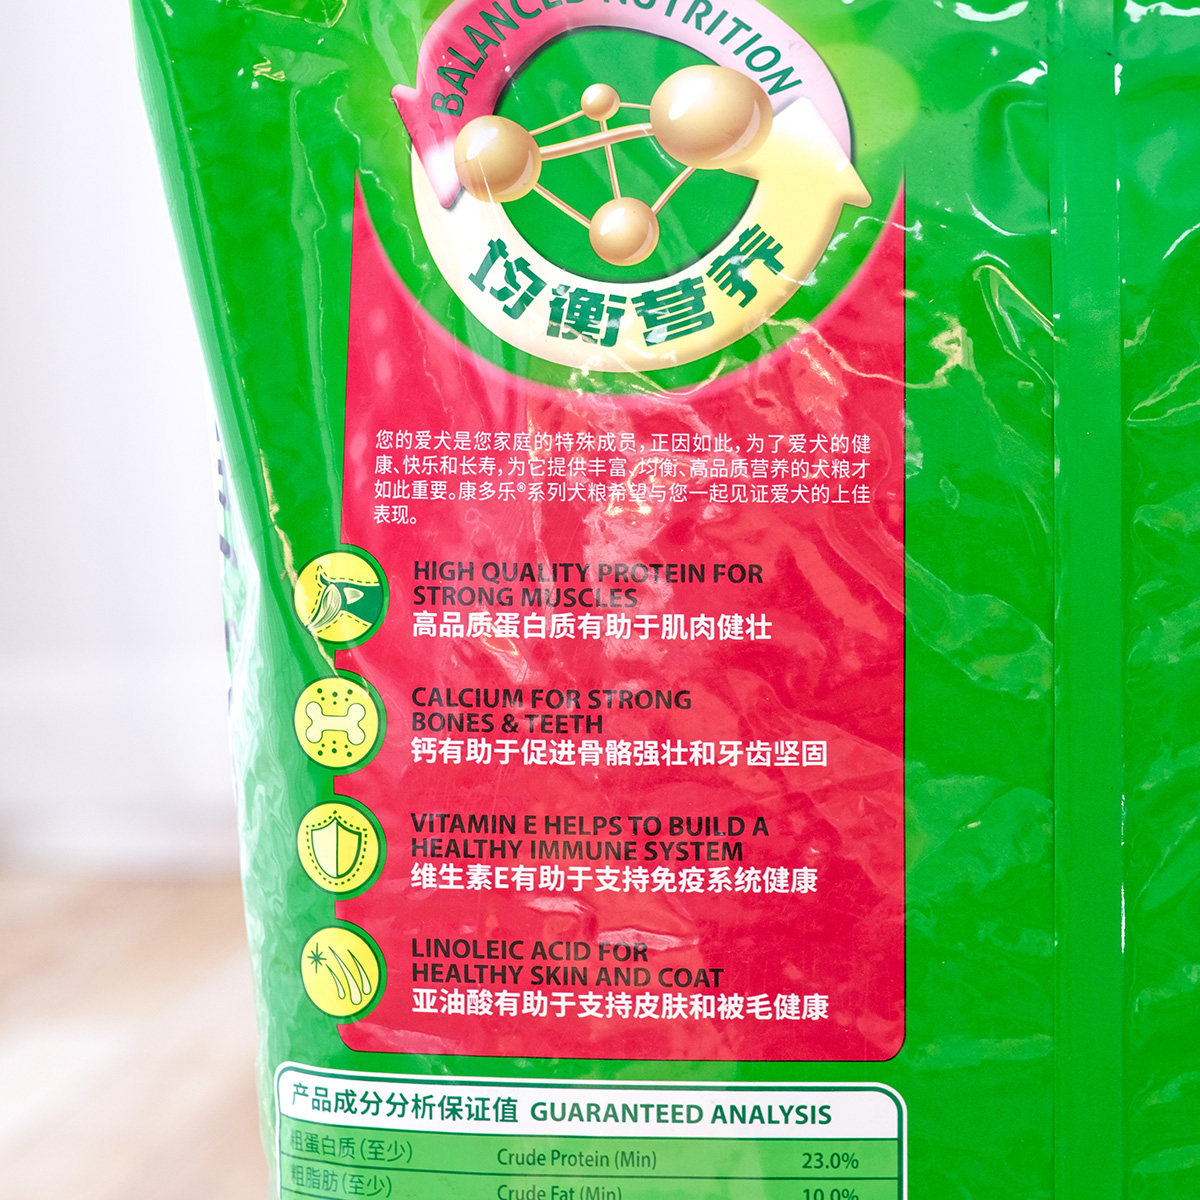 BALANCED NUTRITION
均衡营养
您的爱犬是您家庭的特殊成员，正因如此，为了爱犬的健
康、快乐和长寿，为它提供丰富、均衡、高品质营养的犬粮才
如此重要。康多乐®系列犬粮希望与您一起见证爱犬的上佳
表现。
HIGH QUALITY PROTEIN FOR
STRONG MUSCLES
高品质蛋白质有助于肌肉健壮
CALCIUM FOR STRONG
BONES & TEETH
钙有助于促进骨骼强壮和牙齿坚固
VITAMIN E HELPS TO BUILD A
HEALTHY IMMUNE SYSTEM
维生素E有助于支持免疫系统健康
LINOLEIC ACID FOR
HEALTHY SKIN AND COAT
亚油酸有助于支持皮肤和被毛健康
产品成分分析保证值 GUARANTEED ANALYSIS
粗蛋白质（至少） Crude Protein (Min) 23.0%
粗脂肪（至少） Crude Fat (Min) 10.0%